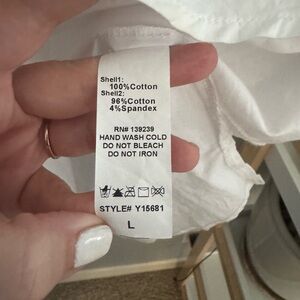 Shell1:
100%Cotton
Shell2:
96%Cotton
4%Spandex
RN# 139239
HAND WASH COLD
DO NOT BLEACH
DO NOT IRON
STYLE# Y15681
L